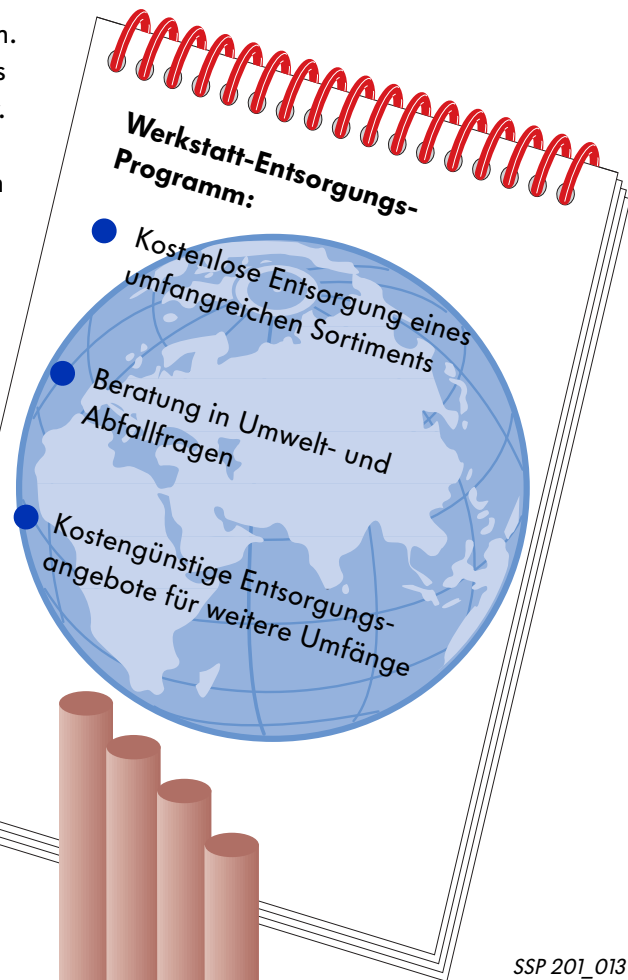 Werkstatt-Entsorgungs-
Programm:
Kostenlose Entsorgung eines
umfangreichen Sortiments
Beratung in Umwelt- und
Abfallfragen
Kostengünstige Entsorgungs-
angebote für weitere Umfänge
SSP 201_013